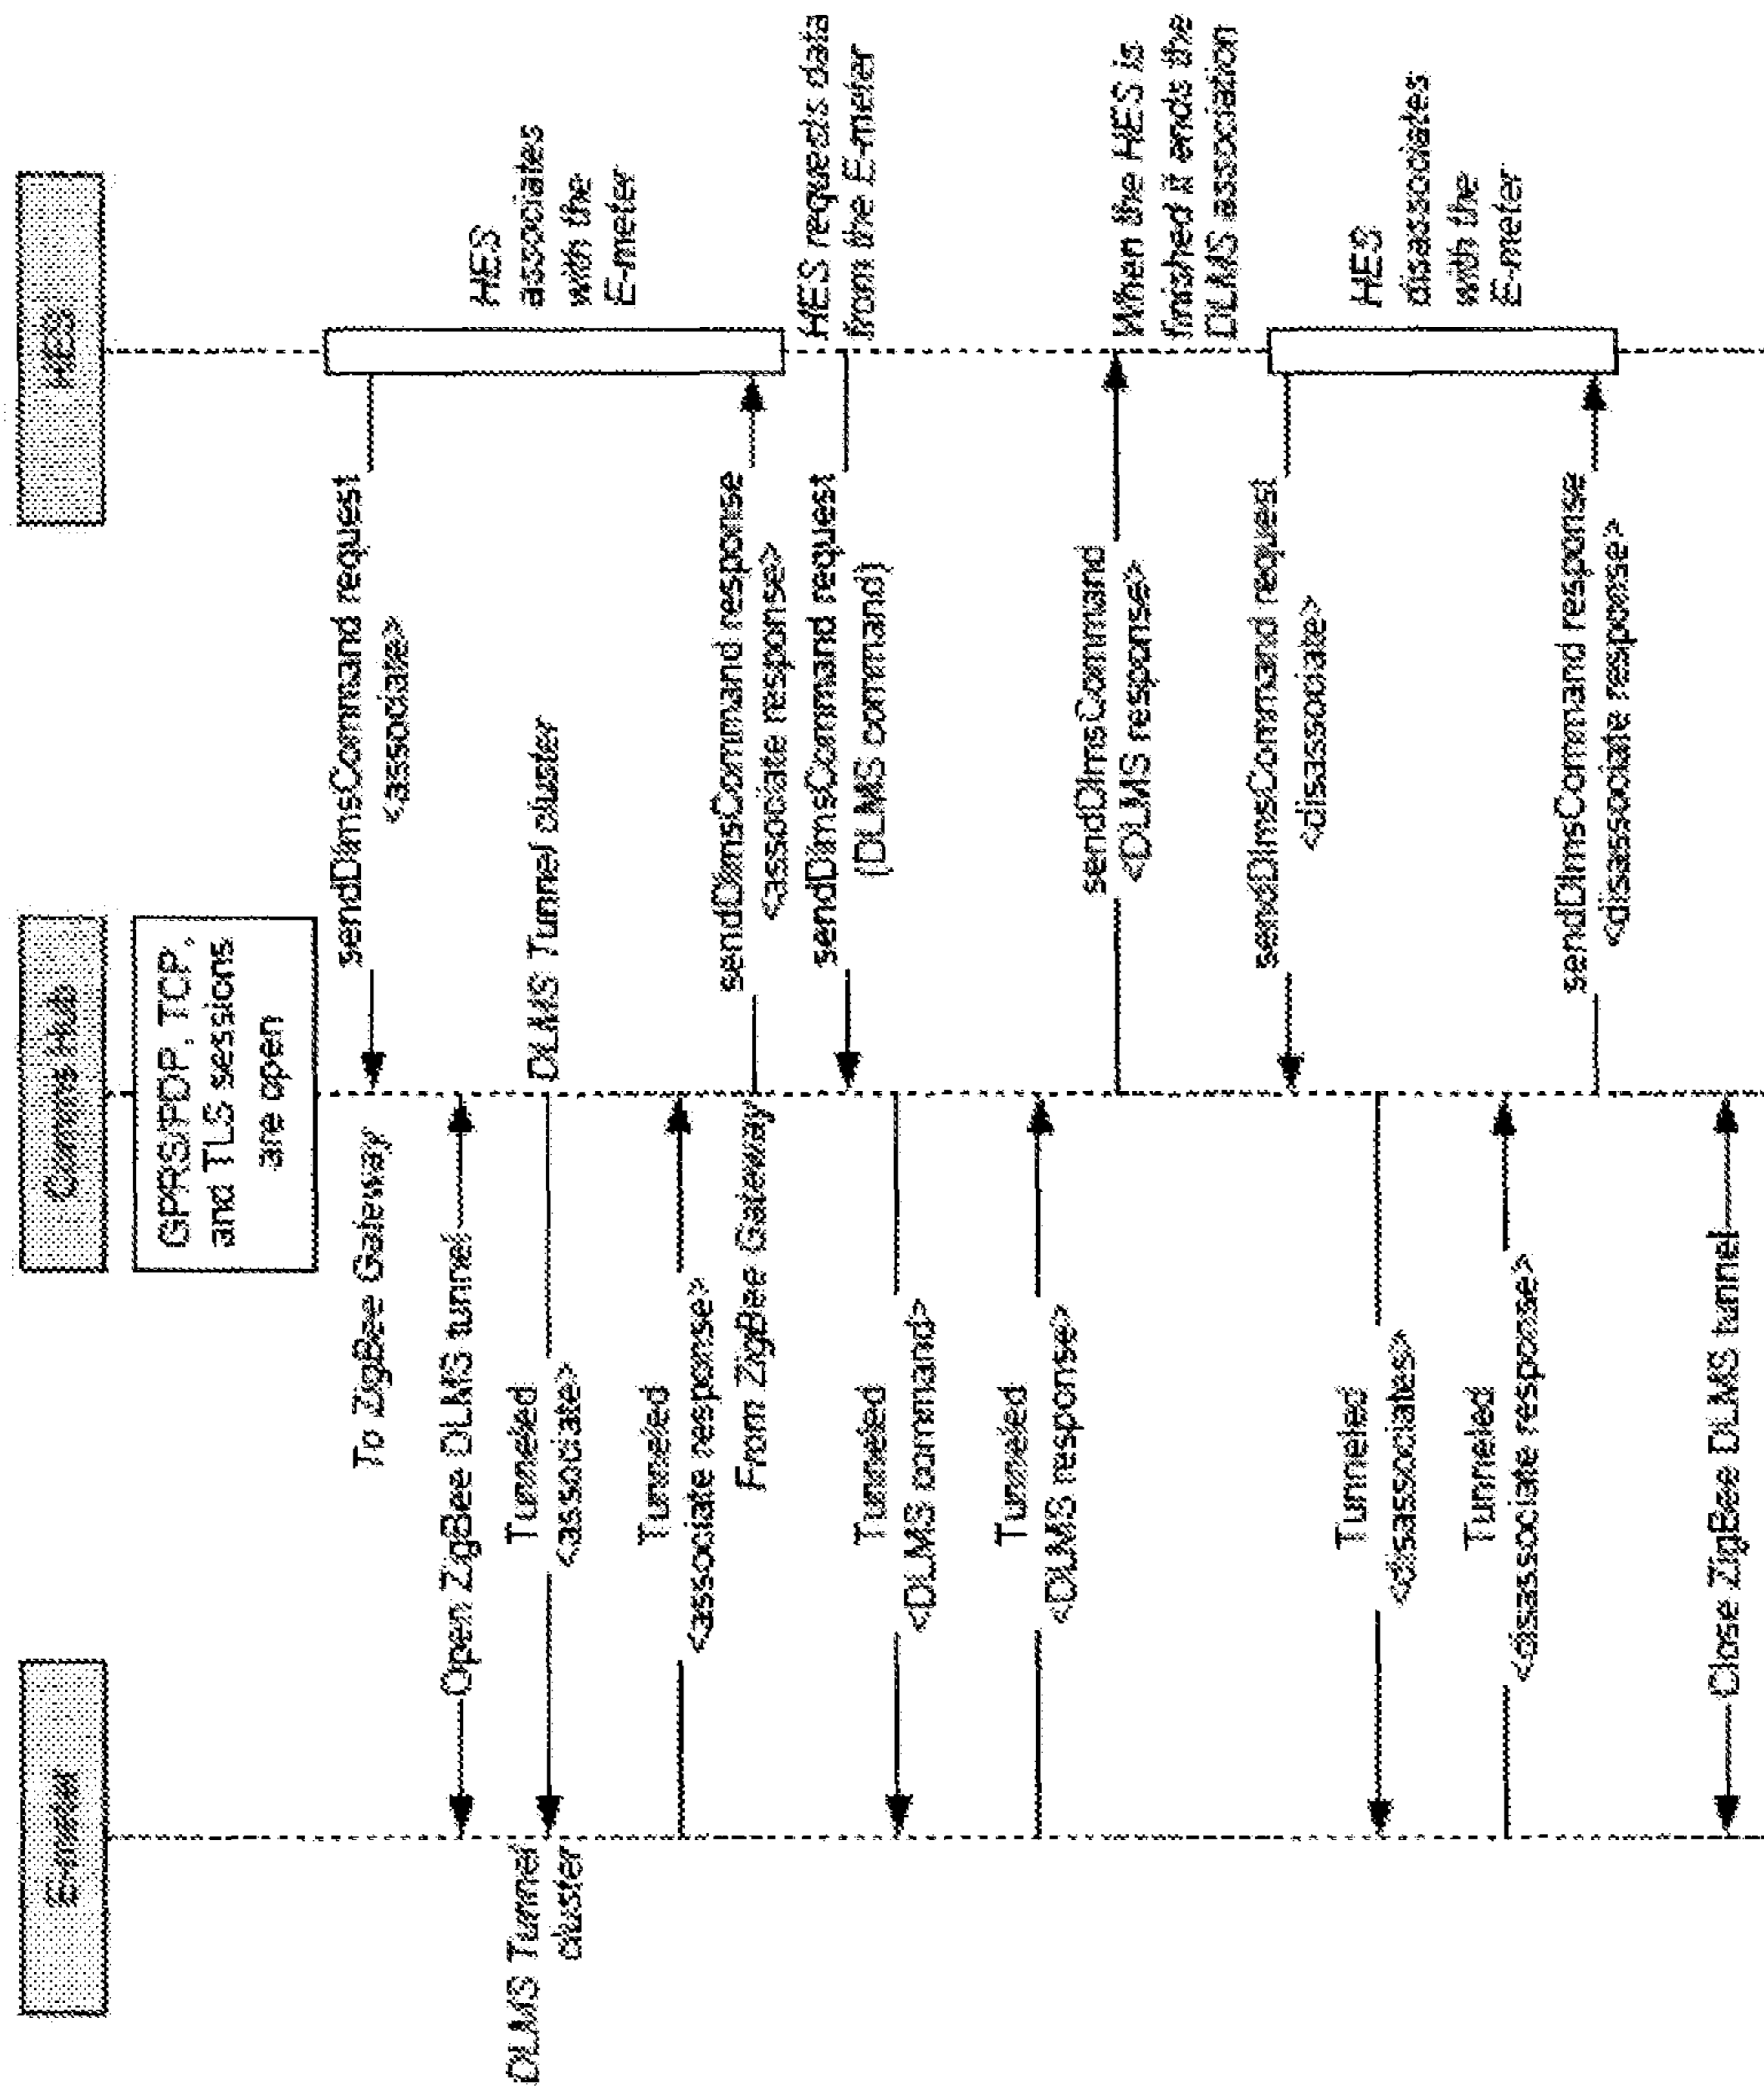 E-meter
Comms Hub
HES
GPRS/PDP, TCP,
and TLS sessions
are open
sendDlmsCommand request
<associate>
To ZigBee Gateway
Open ZigBee DLMS tunnel
DLMS Tunnel
cluster
Tunneled
<associate>
DLMS Tunnel cluster
HES
associates
with the
E-meter
Tunneled
<associate response>
From ZigBee Gateway
sendDlmsCommand response
<associate response>
sendDlmsCommand request
(DLMS command)
HES requests data
from the E-meter
Tunneled
<DLMS command>
Tunneled
<DLMS response>
sendDlmsCommand
<DLMS response>
When the HES is
finished it ends the
DLMS association
sendDlmsCommand request
<disassociate>
HES
disassociates
with the
E-meter
Tunneled
<disassociates>
Tunneled
<disassociate response>
sendDlmsCommand response
<disassociate response>
Close ZigBee DLMS tunnel